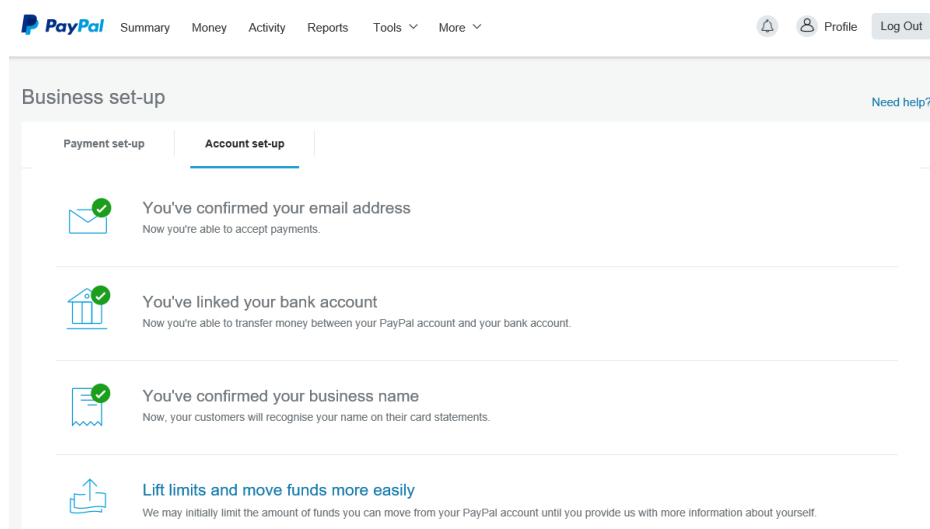 PayPal Summary Money Activity Reports Tools More Profile Log Out
Business set-up
Need help?
Payment set-up Account set-up
You've confirmed your email address
Now you're able to accept payments.
You've linked your bank account
Now you're able to transfer money between your PayPal account and your bank account.
You've confirmed your business name
Now, your customers will recognise your name on their card statements.
Lift limits and move funds more easily
We may initially limit the amount of funds you can move from your PayPal account until you provide us with more information about yourself.